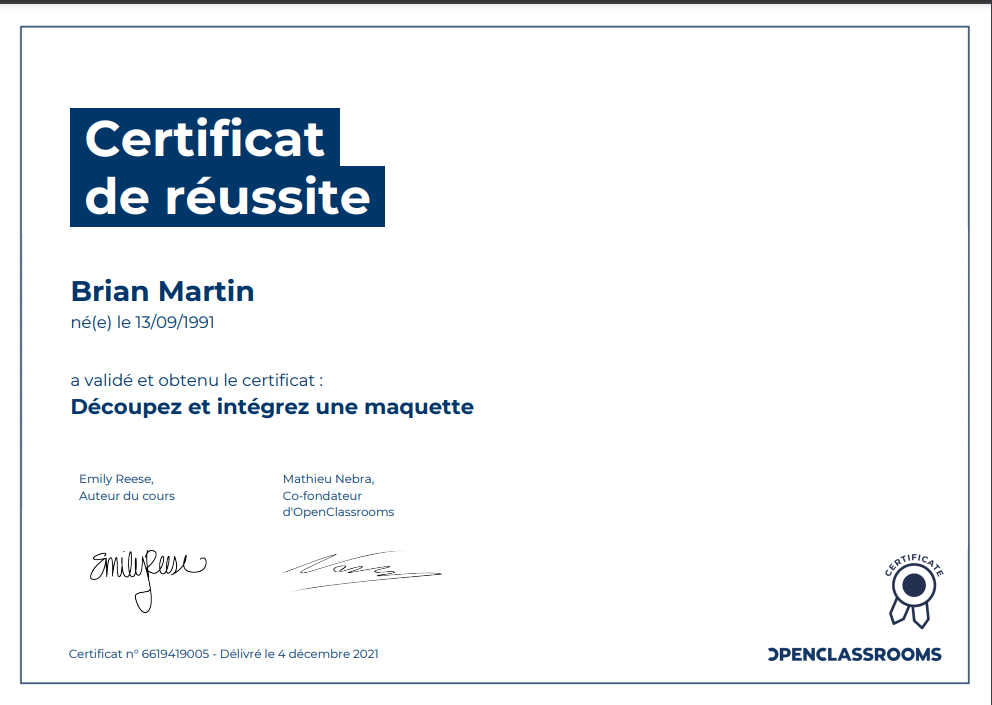 Certificat
de réussite
Brian Martin
né(e) le 13/09/1991
a validé et obtenu le certificat :
Découpez et intégrez une maquette
Emily Reese,
Auteur du cours
Mathieu Nebra,
Co-fondateur
d'OpenClassrooms
EmilyReese
CERTIFICATE
Certificat n° 6619419005 - Délivré le 4 décembre 2021
OPENCLASSROOMS